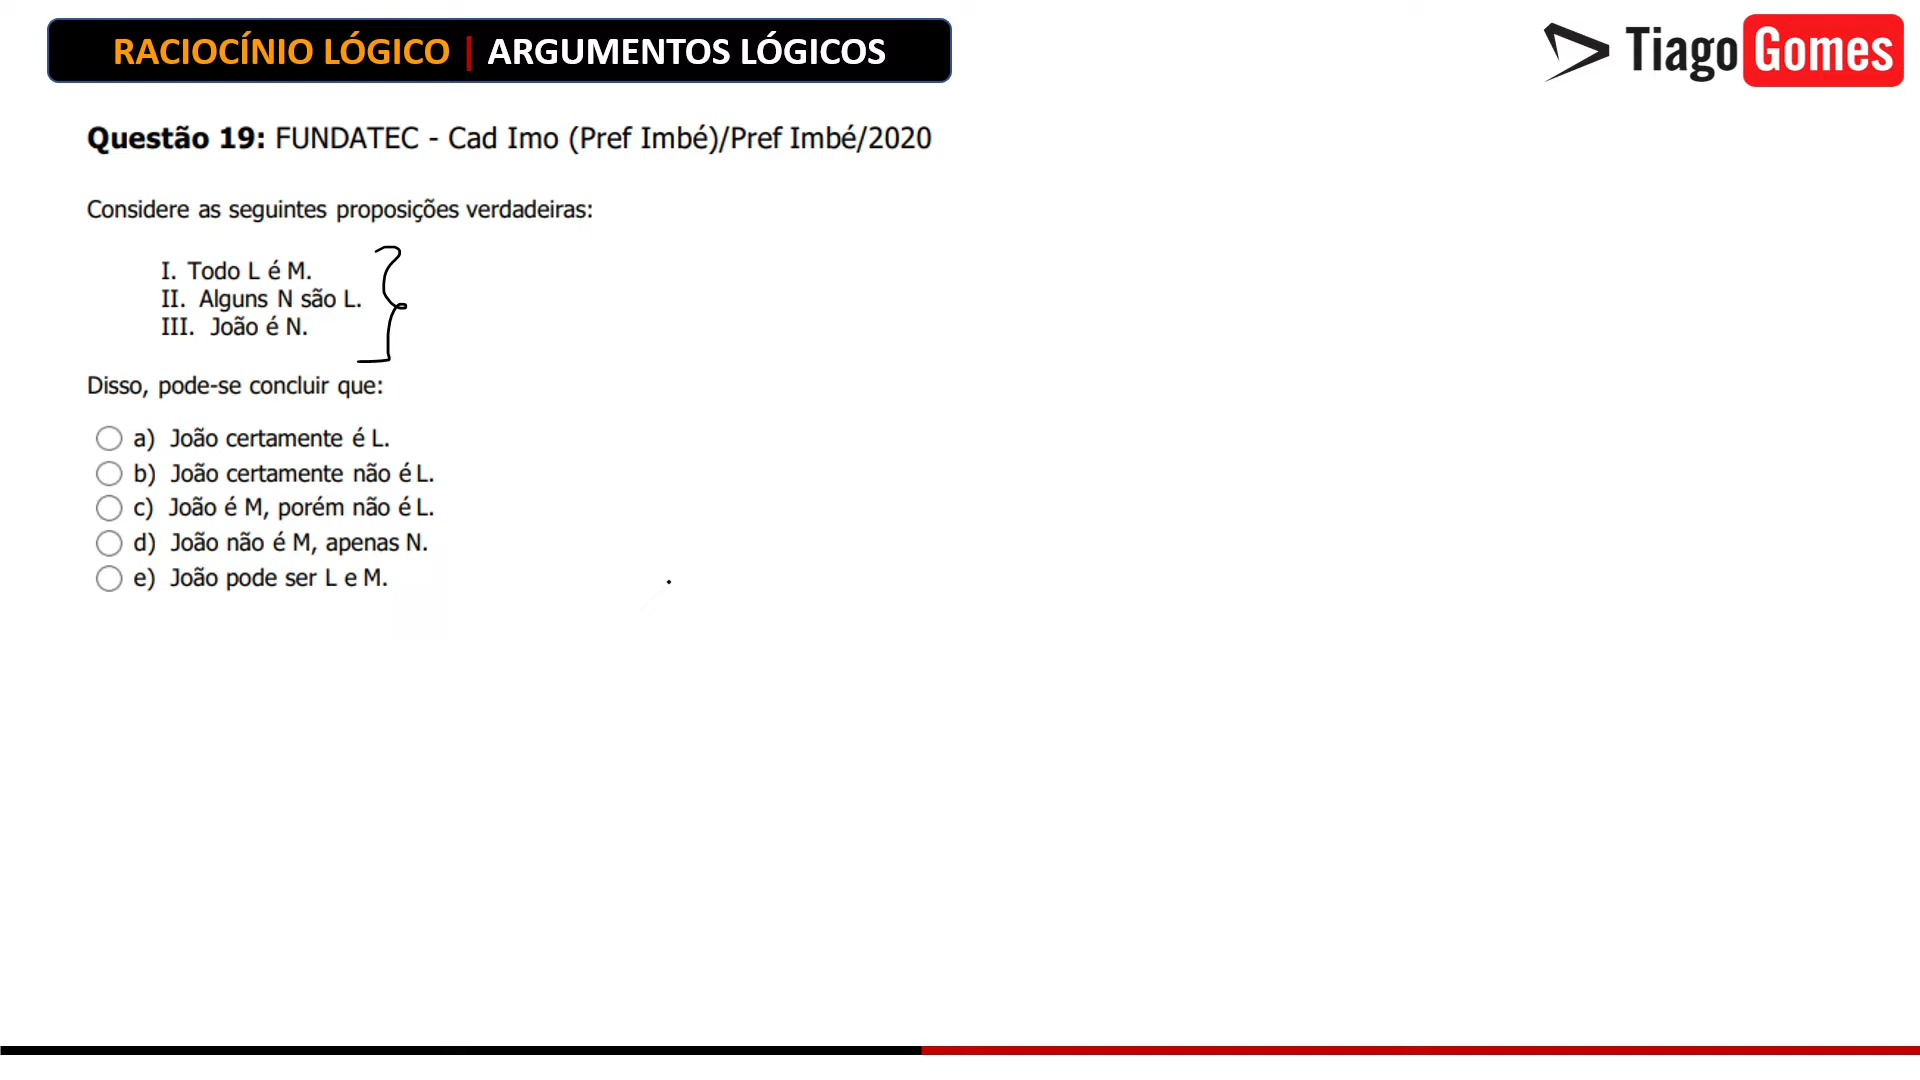 RACIOCÍNIO LÓGICO | ARGUMENTOS LÓGICOS
Tiago Gomes
Questão 19: FUNDATEC - Cad Imo (Pref Imbé)/Pref Imbé/2020
Considere as seguintes proposições verdadeiras:
I. Todo L é M.
II. Alguns N são L.
III. João é N.
Disso, pode-se concluir que:
a) João certamente é L.
b) João certamente não é L.
c) João é M, porém não é L.
d) João não é M, apenas N.
e) João pode ser L e M.